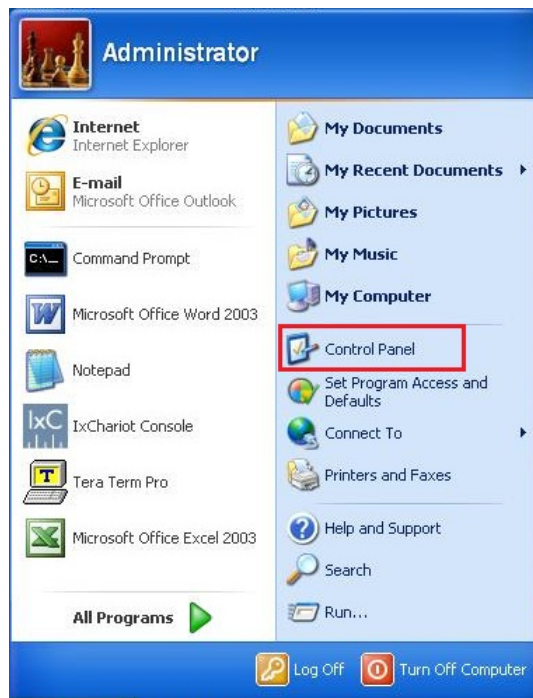 Administrator
Internet
Internet Explorer
E-mail
Microsoft Office Outlook
C:\_
Command Prompt
W
Microsoft Office Word 2003
Notepad
IxC
IxChariot Console
T
Tera Term Pro
X
Microsoft Office Excel 2003
All Programs
My Documents
My Recent Documents
My Pictures
My Music
My Computer
Control Panel
Set Program Access and
Defaults
Connect To
Printers and Faxes
Help and Support
Search
Run...
Log Off
Turn Off Computer